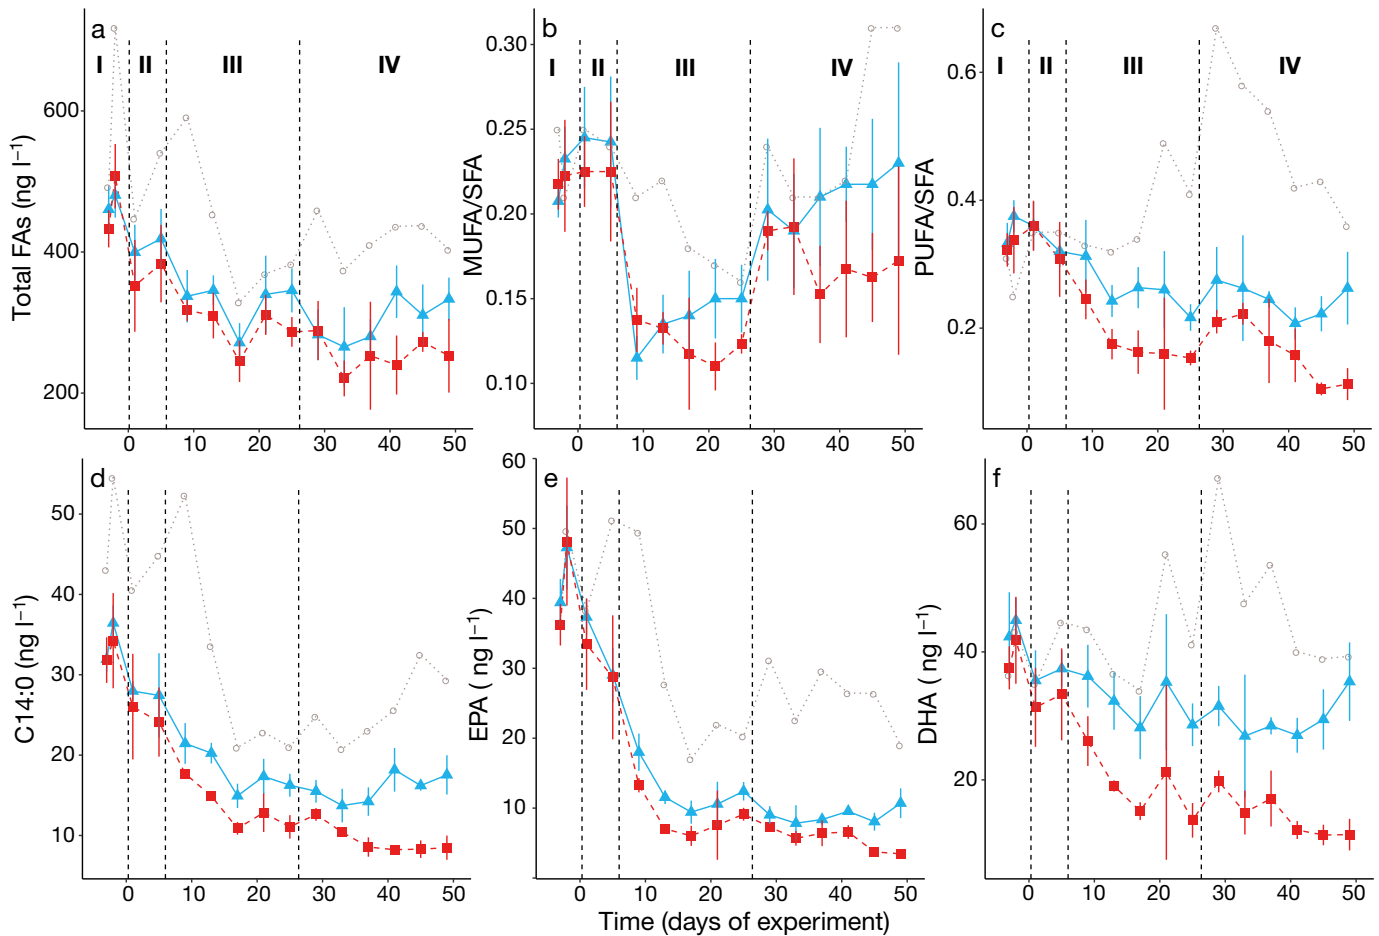 a
I
II
III
IV
Total FAs (ng l⁻¹)
600
400
200
0 10 20 30 40 50
b
I
II
III
IV
MUFA/SFA
0.30
0.25
0.20
0.15
0.10
0 10 20 30 40 50
c
I
II
III
IV
PUFA/SFA
0.6
0.4
0.2
0 10 20 30 40 50
d
C14:0 (ng l⁻¹)
50
40
30
20
10
0 10 20 30 40 50
e
EPA ( ng l⁻¹)
60
50
40
30
20
10
0 10 20 30 40 50
f
DHA ( ng l⁻¹)
60
40
20
0 10 20 30 40 50
Time (days of experiment)